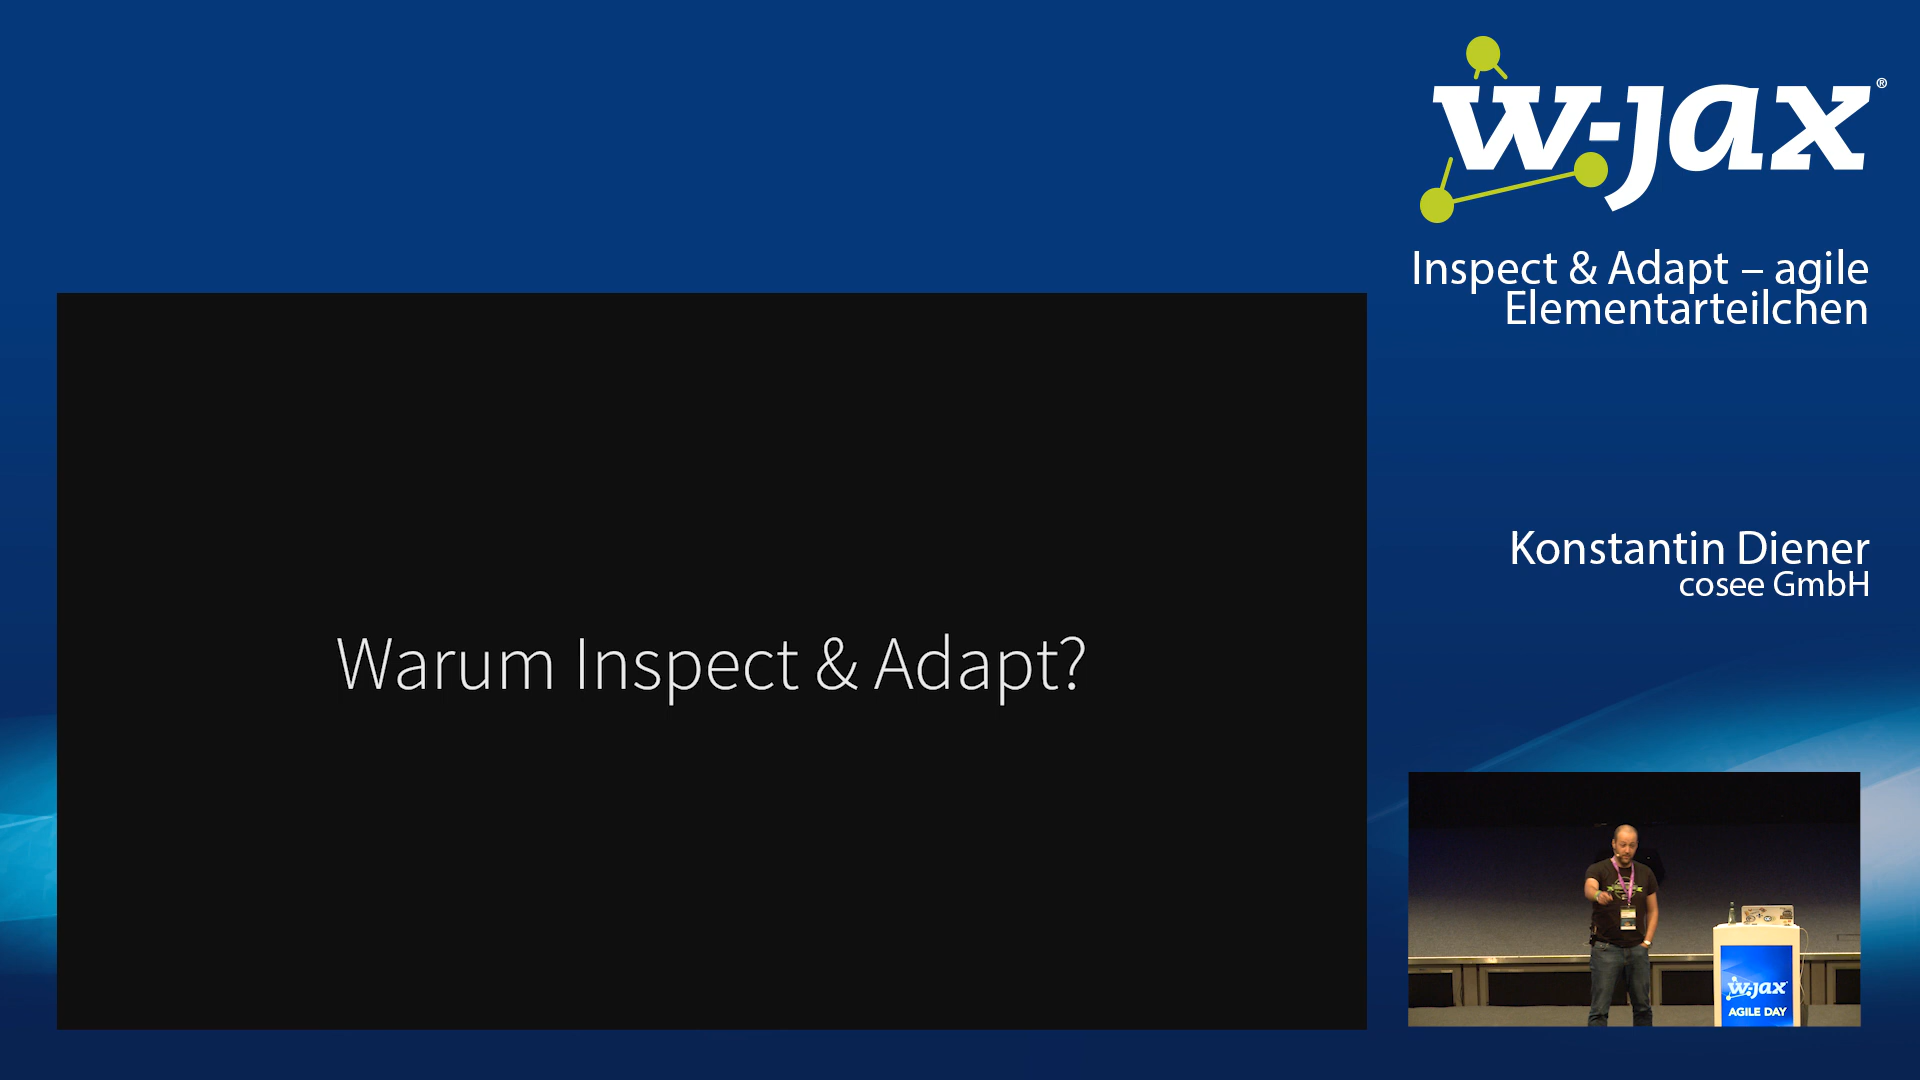 w-jax®
Inspect & Adapt – agile
Elementarteilchen
Warum Inspect & Adapt?
Konstantin Diener
cosee GmbH
w-jax
AGILE DAY